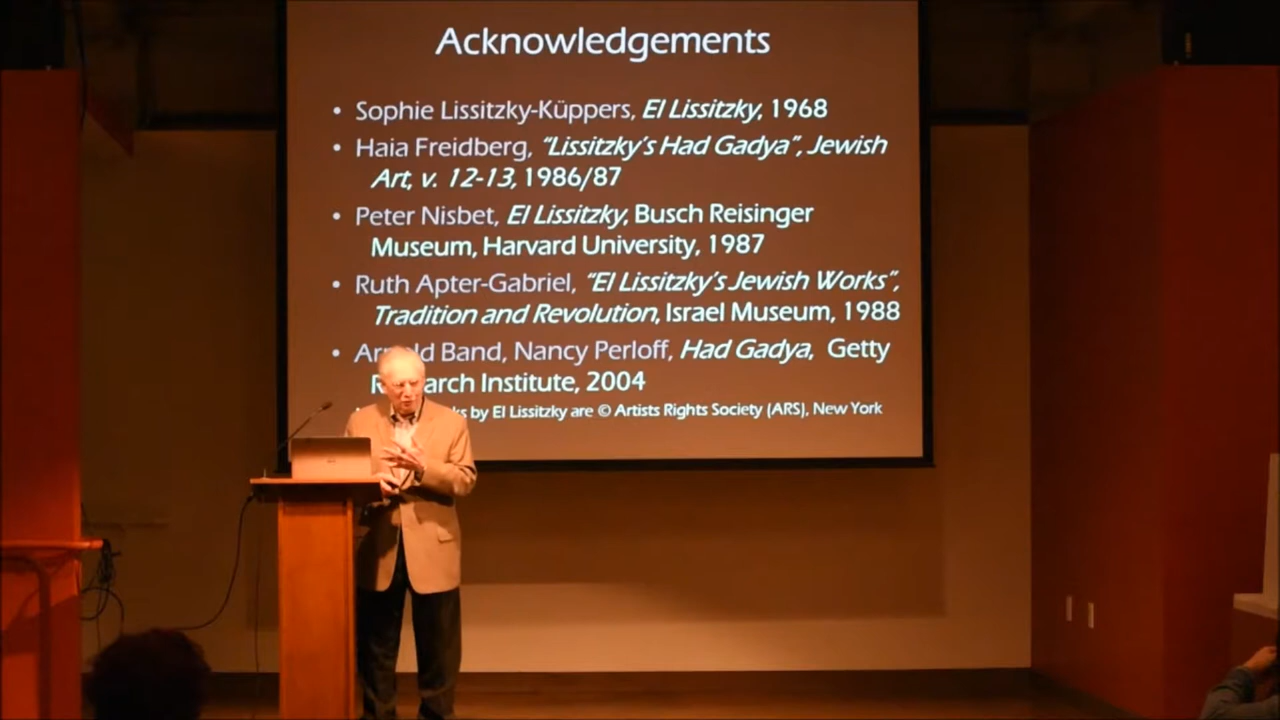 Acknowledgements
• Sophie Lissitzky-Küppers, El Lissitzky, 1968
• Haia Freidberg, "Lissitzky's Had Gadya", Jewish
Art, v. 12-13, 1986/87
• Peter Nisbet, El Lissitzky, Busch Reisinger
Museum, Harvard University, 1987
• Ruth Apter-Gabriel, "El Lissitzky's Jewish Works",
Tradition and Revolution, Israel Museum, 1988
• Band, Nancy Perloff, Had Gadya, Getty
Institute, 2004
by El Lissitzky are © Artists Rights Society (ARS), New York